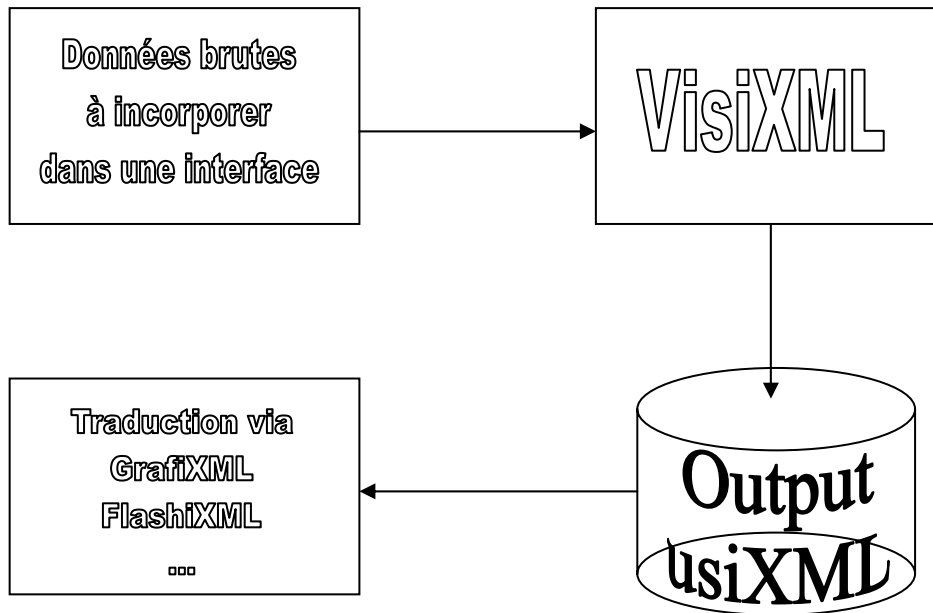 Données brutes
à incorporer
dans une interface
VisiXML
Output
usiXML
Traduction via
GrafiXML
FlashiXML
...